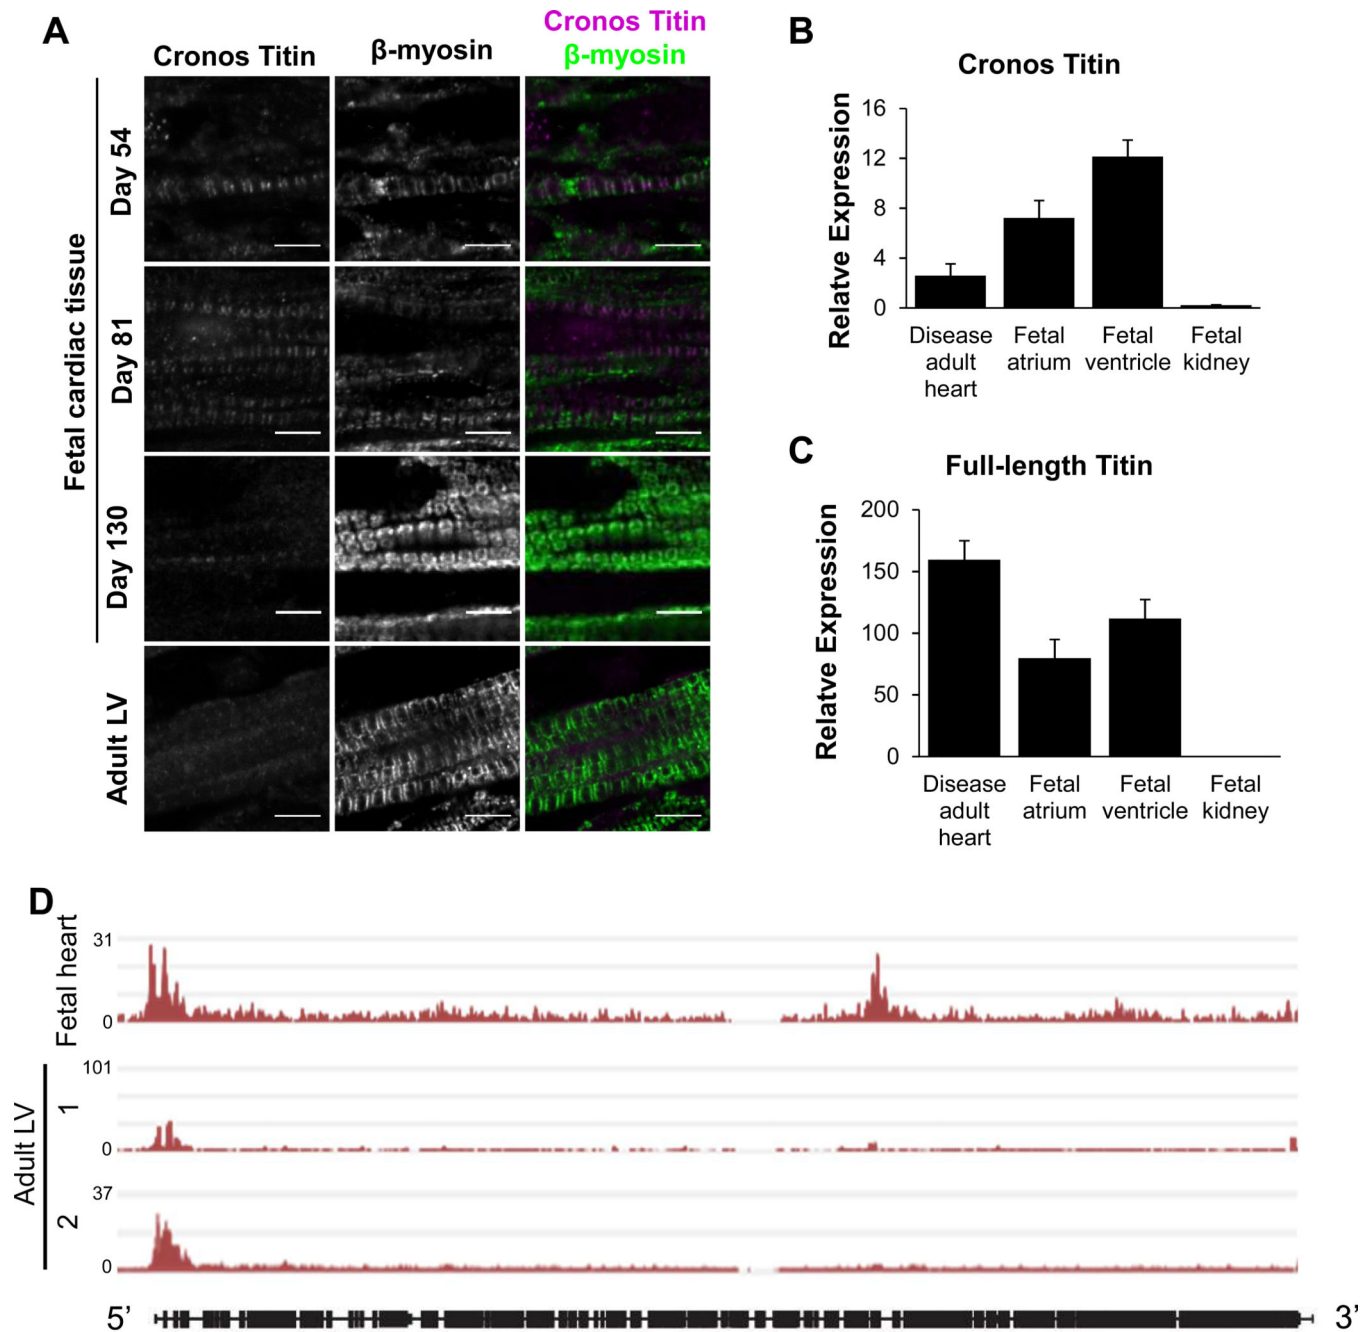 A
Cronos Titin
β-myosin
Cronos Titin
β-myosin
Fetal cardiac tissue
Day 54
Day 81
Day 130
Adult LV
B
Cronos Titin
Relatve Expression
16
12
8
4
0
Disease
adult
heart
Fetal
atrium
Fetal
ventricle
Fetal
kidney
C
Full-length Titin
Relatve Expression
200
150
100
50
0
Disease
adult
heart
Fetal
atrium
Fetal
ventricle
Fetal
kidney
D
Fetal heart
31
0
Adult LV
1
101
0
2
37
0
5’
3’